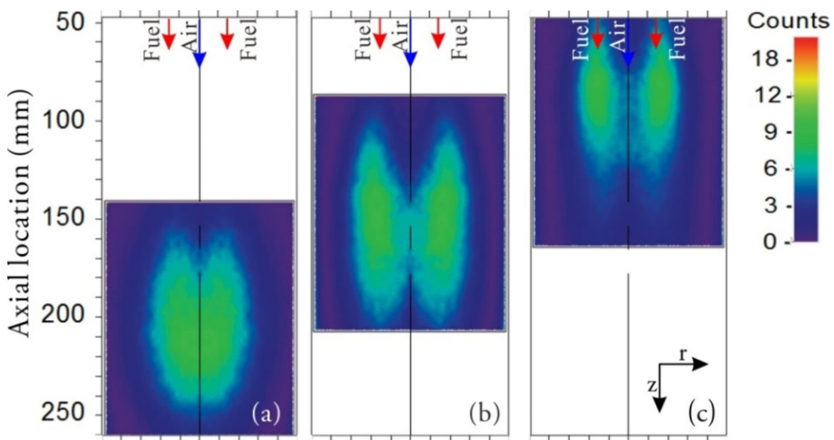 Axial location (mm)
50
100
150
200
250
Fuel
Air
Fuel
(a)
Fuel
Air
Fuel
(b)
Fuel
Air
Fuel
r
z
(c)
Counts
18
12
9
6
3
0